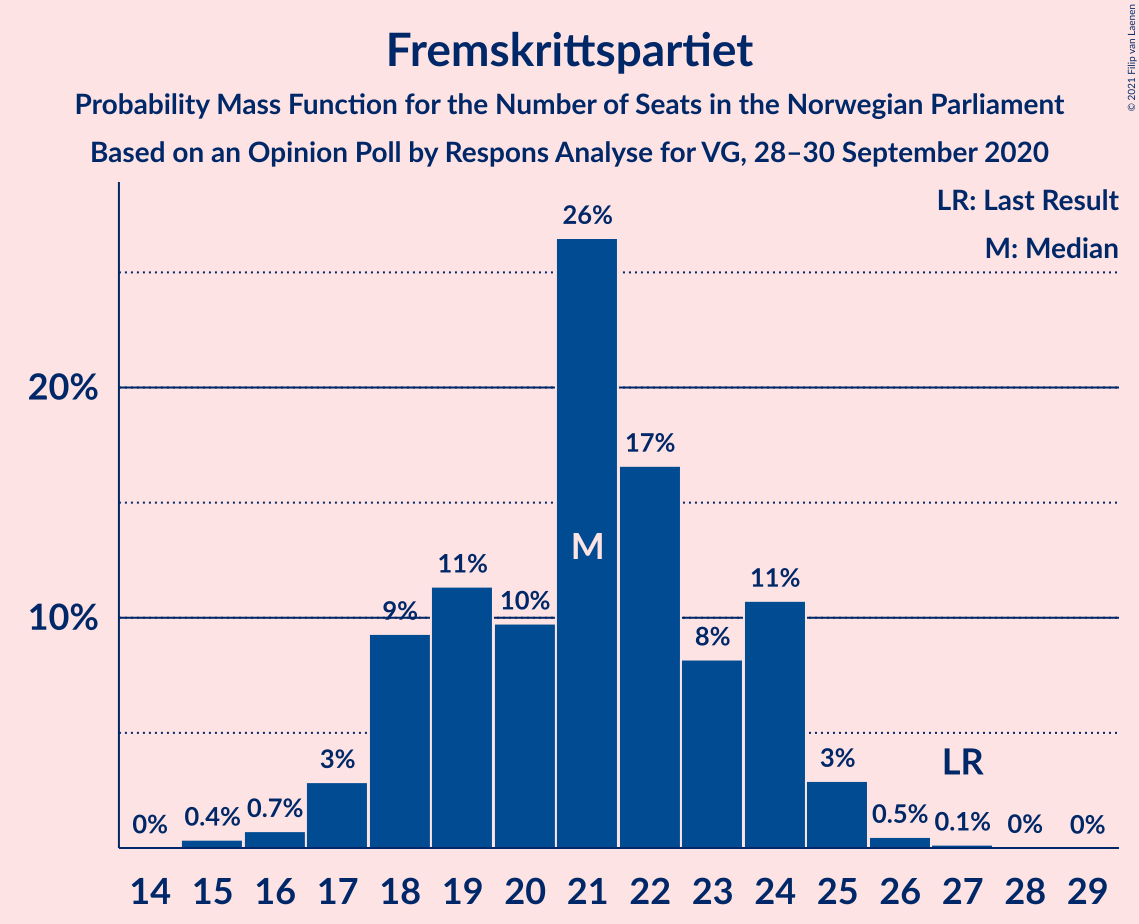 Fremskrittspartiet
Probability Mass Function for the Number of Seats in the Norwegian Parliament
Based on an Opinion Poll by Respons Analyse for VG, 28–30 September 2020
© 2021 Filip van Laenen
LR: Last Result
M: Median
20%
10%
0%
0.4%
0.7%
3%
9%
11%
10%
26%
M
17%
8%
11%
3%
0.5%
LR
0.1%
0%
0%
14 15 16 17 18 19 20 21 22 23 24 25 26 27 28 29